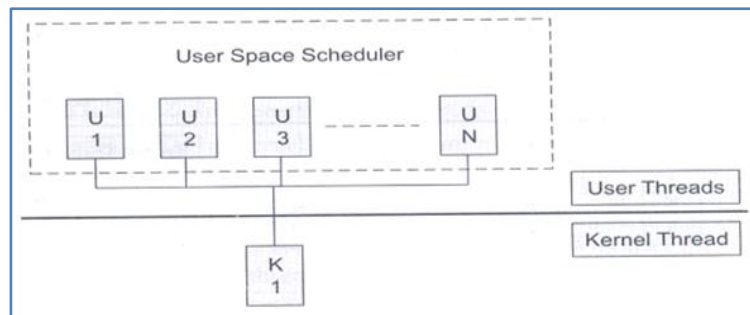 User Space Scheduler
U U U U
1 2 3 N
User Threads
Kernel Thread
K
1